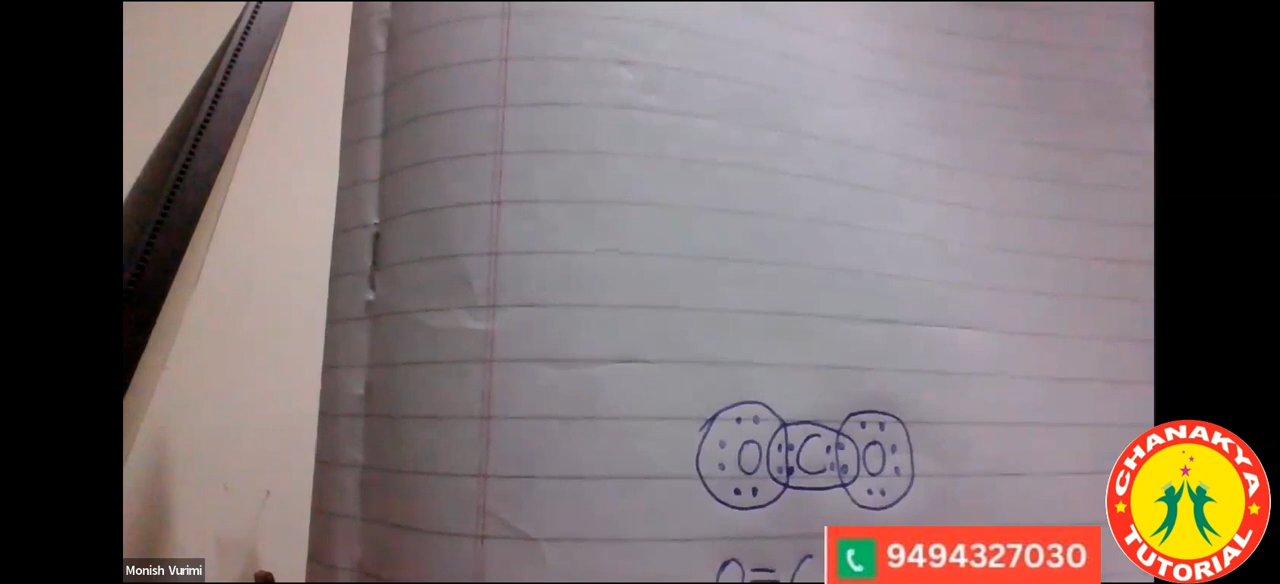 O C O
O = C
Monish Vurimi
9494327030
CHANAKYA
TUTORIAL